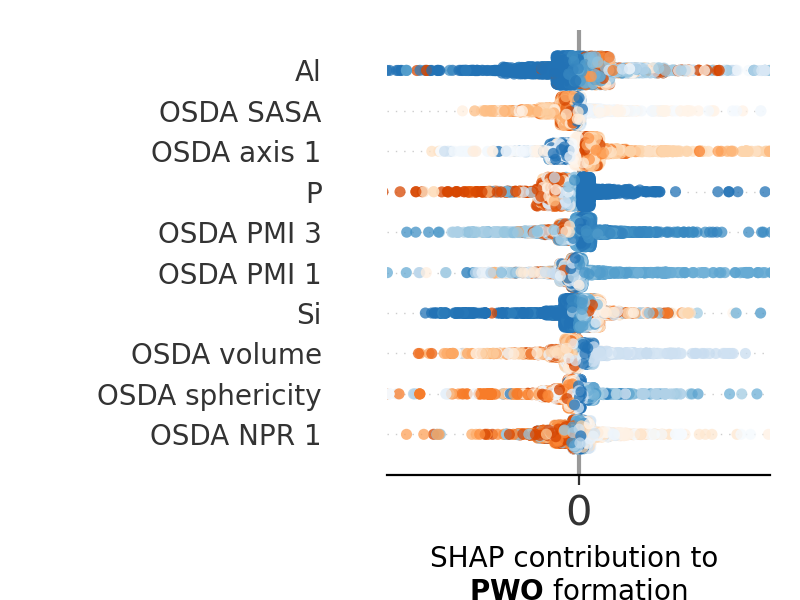 Al
OSDA SASA
OSDA axis 1
P
OSDA PMI 3
OSDA PMI 1
Si
OSDA volume
OSDA sphericity
OSDA NPR 1
0
SHAP contribution to
PWO formation